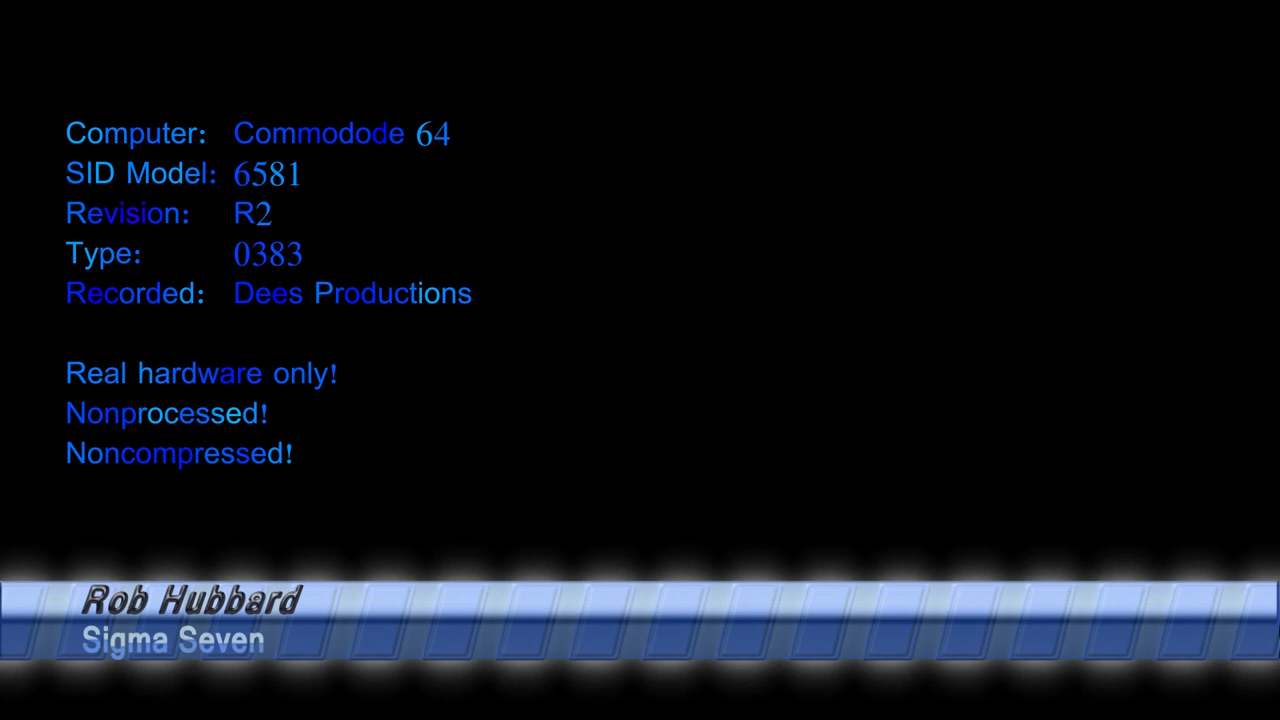 Computer: Commodode 64
SID Model: 6581
Revision: R2
Type: 0383
Recorded: Dees Productions
Real hardware only!
Nonprocessed!
Noncompressed!
Rob Hubbard
Sigma Seven